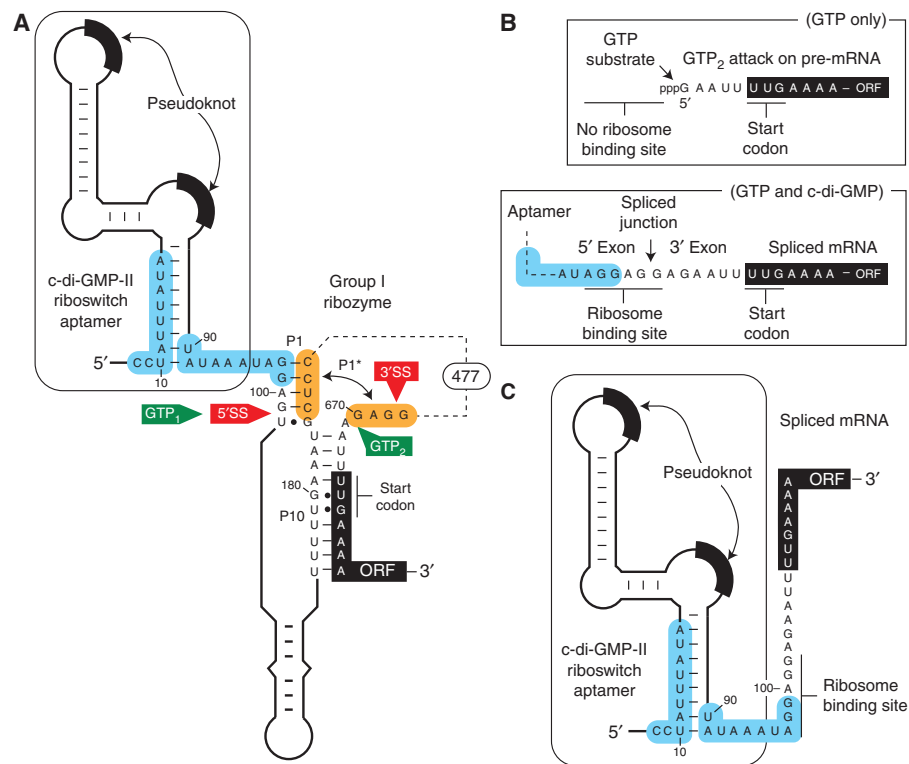 A
Pseudoknot
c-di-GMP-II
riboswitch
aptamer
A
U
A
U
U
U
A
5′
C C U
10
U
90
A U A A A U A G
G
100
A
G
U
P1
C
C
U
C
G
Group I
ribozyme
P1*
3′SS
477
GTP1
5′SS
670
G A G G
A
A
U
U
GTP2
U
A
A
A
180
G
U
U
U
U
P10
U
U
G
A
A
A
A
ORF
3′
Start
codon
B
(GTP only)
GTP
substrate
GTP2 attack on pre-mRNA
pppG A A U U U U G A A A A – ORF
5′
No ribosome
binding site
Start
codon
(GTP and c-di-GMP)
Aptamer
Spliced
junction
5′ Exon
3′ Exon
Spliced mRNA
A U A G G A G G A G A A U U U U G A A A A – ORF
Ribosome
binding site
Start
codon
C
Pseudoknot
c-di-GMP-II
riboswitch
aptamer
A
U
A
U
U
U
A
5′
C C U
10
U
90
A U A A A U A
G
G
100
A
G
G
A
G
A
A
U
U
U
U
G
A
A
A
A
ORF
3′
Spliced mRNA
Ribosome
binding site